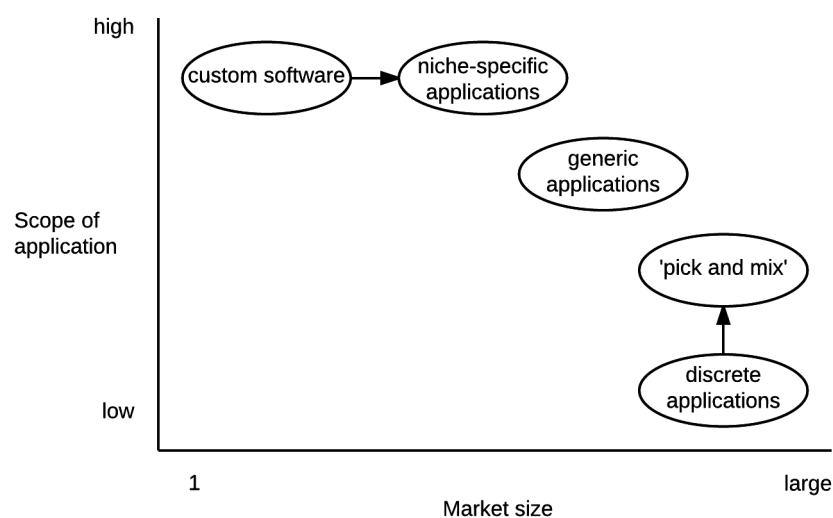 high
custom software
niche-specific
applications
generic
applications
Scope of
application
'pick and mix'
discrete
applications
low
1
large
Market size